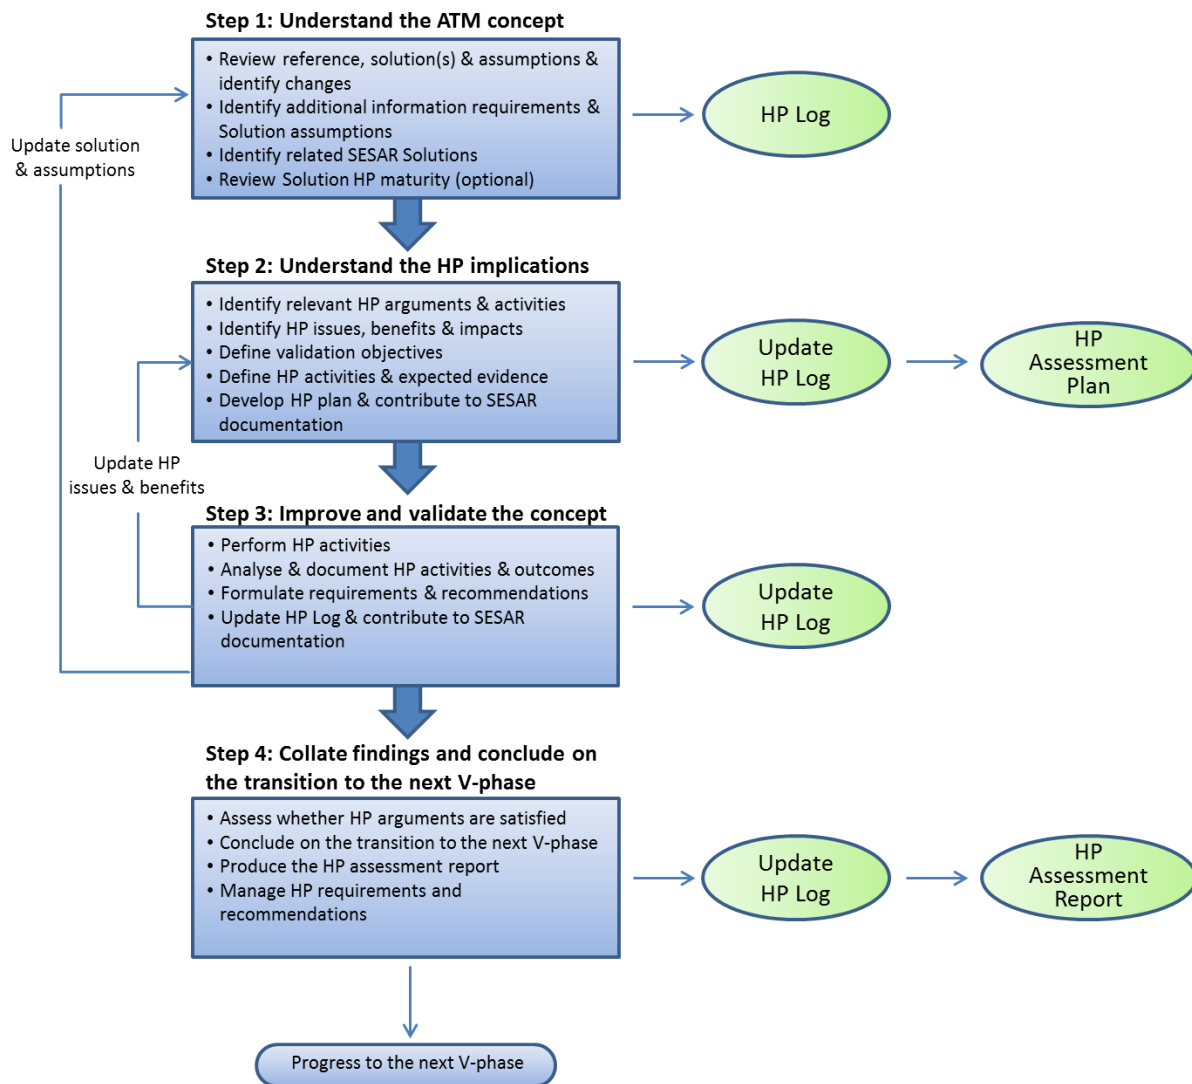 Step 1: Understand the ATM concept
• Review reference, solution(s) & assumptions &
identify changes
• Identify additional information requirements &
Solution assumptions
• Identify related SESAR Solutions
• Review Solution HP maturity (optional)
HP Log
Update solution
& assumptions
Step 2: Understand the HP implications
• Identify relevant HP arguments & activities
• Identify HP issues, benefits & impacts
• Define validation objectives
• Define HP activities & expected evidence
• Develop HP plan & contribute to SESAR
documentation
Update
HP Log
HP
Assessment
Plan
Update HP
issues & benefits
Step 3: Improve and validate the concept
• Perform HP activities
• Analyse & document HP activities & outcomes
• Formulate requirements & recommendations
• Update HP Log & contribute to SESAR
documentation
Update
HP Log
Step 4: Collate findings and conclude on
the transition to the next V-phase
• Assess whether HP arguments are satisfied
• Conclude on the transition to the next V-phase
• Produce the HP assessment report
• Manage HP requirements and
recommendations
Update
HP Log
HP
Assessment
Report
Progress to the next V-phase